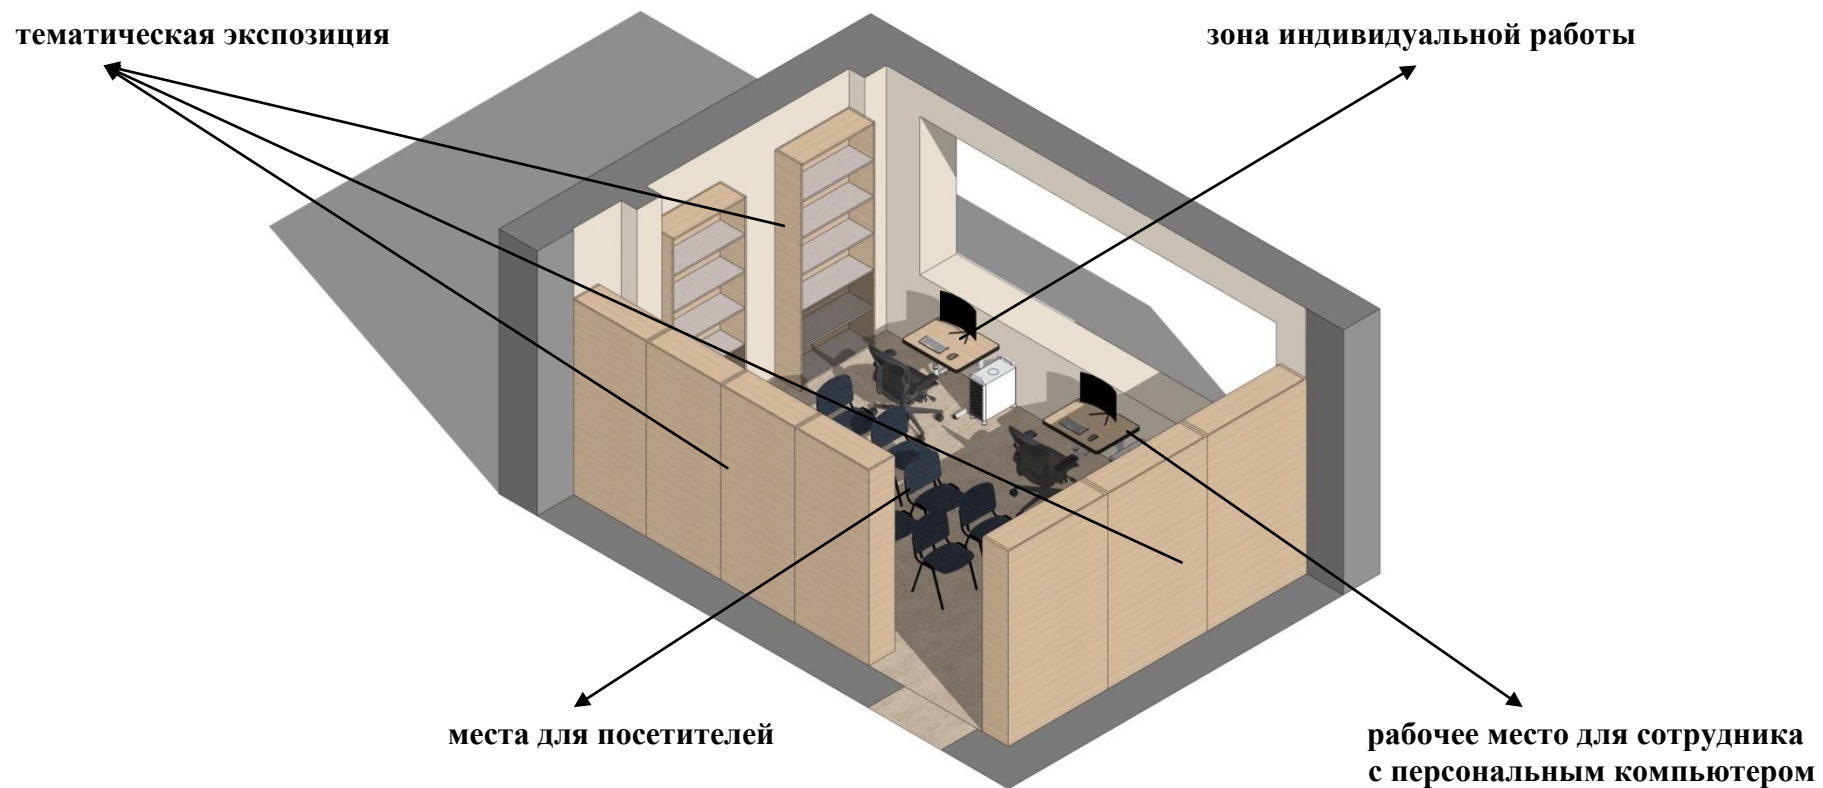 тематическая экспозиция
зона индивидуальной работы
места для посетителей
рабочее место для сотрудника
с персональным компьютером